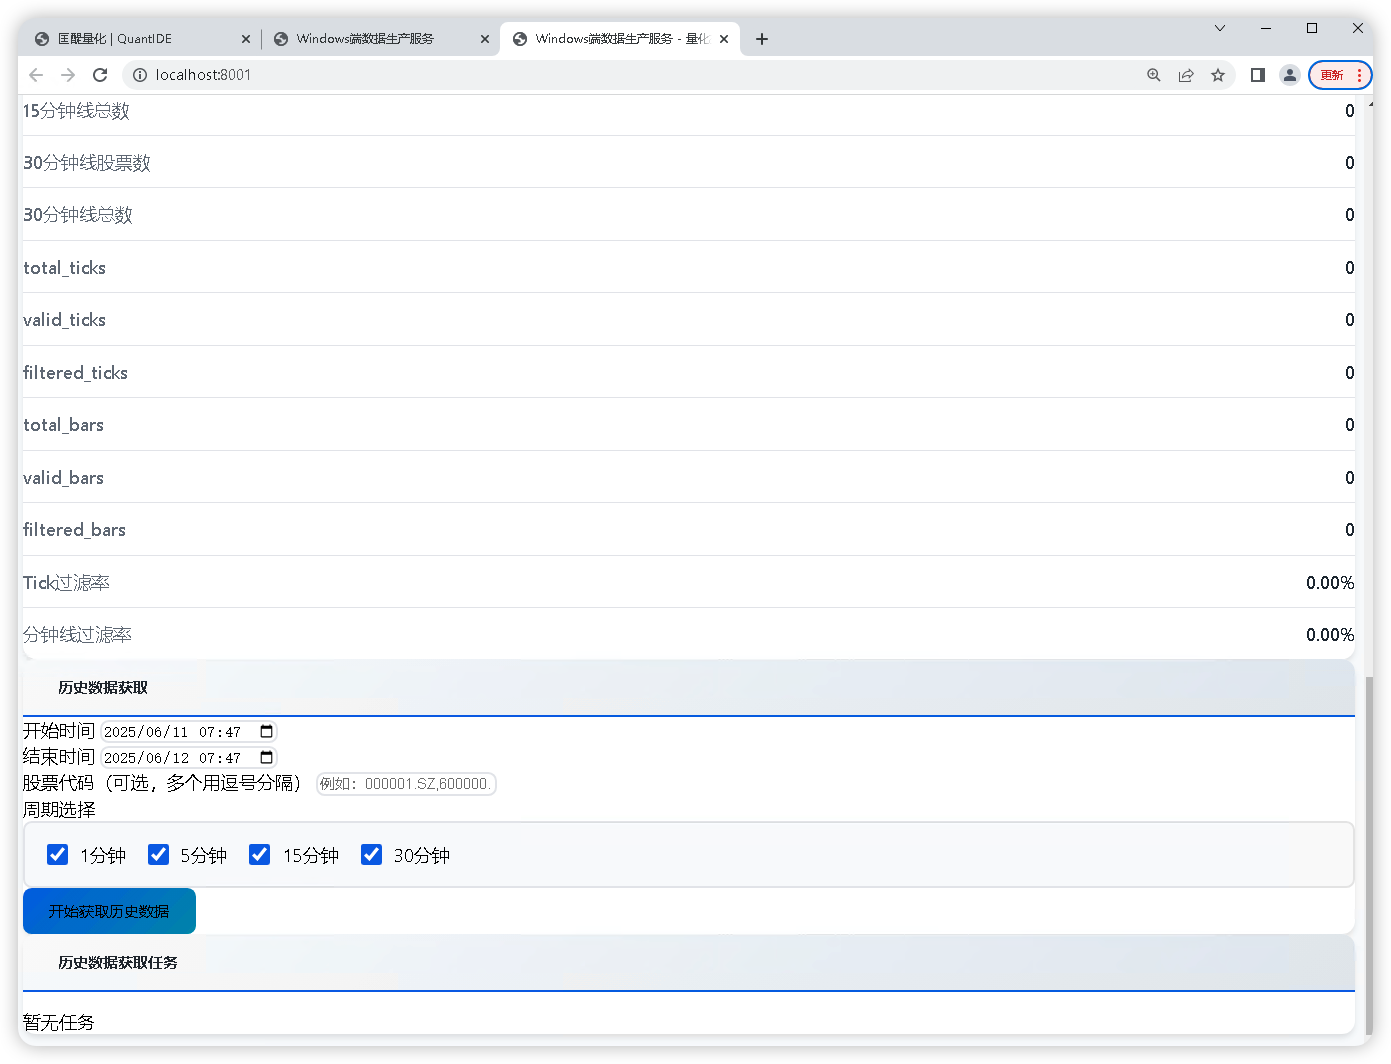 匡醍量化 | QuantIDE
Windows端数据生产服务
Windows端数据生产服务 - 量化
localhost:8001
更新
15分钟线总数 0
30分钟线股票数 0
30分钟线总数 0
total_ticks 0
valid_ticks 0
filtered_ticks 0
total_bars 0
valid_bars 0
filtered_bars 0
Tick过滤率 0.00%
分钟线过滤率 0.00%
历史数据获取
开始时间 2025/06/11 07:47
结束时间 2025/06/12 07:47
股票代码（可选，多个用逗号分隔） 例如：000001.SZ,600000.
周期选择
1分钟 5分钟 15分钟 30分钟
开始获取历史数据
历史数据获取任务
暂无任务